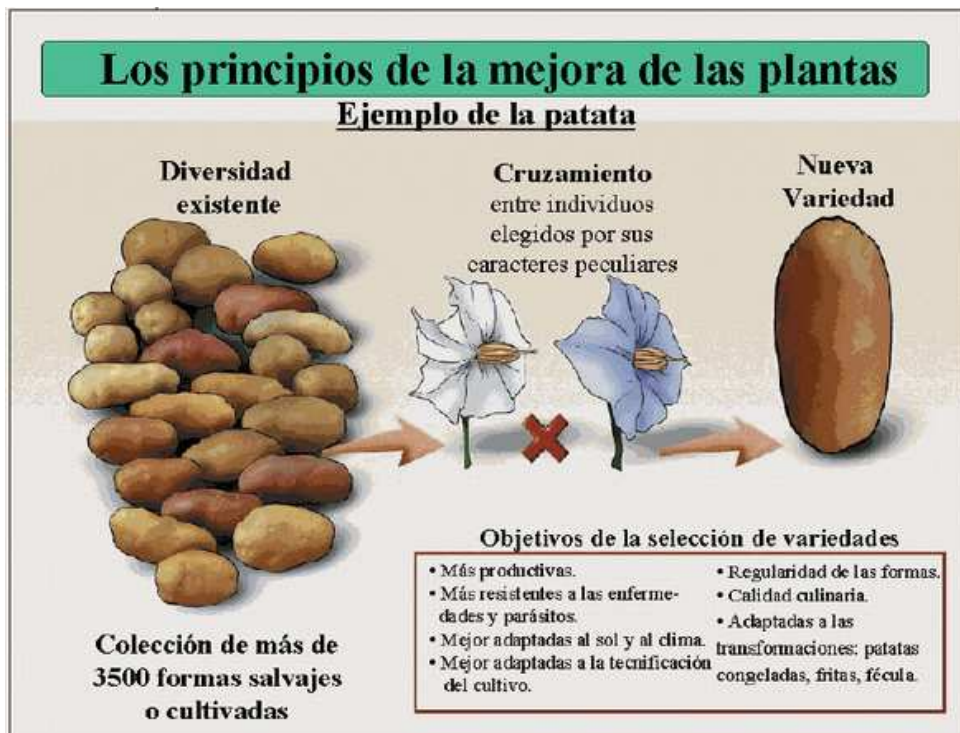 Los principios de la mejora de las plantas
Ejemplo de la patata
Diversidad
existente
Cruzamiento
entre individuos
elegidos por sus
caracteres peculiares
Nueva
Variedad
Colección de más de
3500 formas salvajes
o cultivadas
Objetivos de la selección de variedades
• Más productivas.
• Más resistentes a las enferme-
dades y parásitos.
• Mejor adaptadas al sol y al clima.
• Mejor adaptadas a la tecnificación
del cultivo.
• Regularidad de las formas.
• Calidad culinaria.
• Adaptadas a las
transformaciones: patatas
congeladas, fritas, fécula.